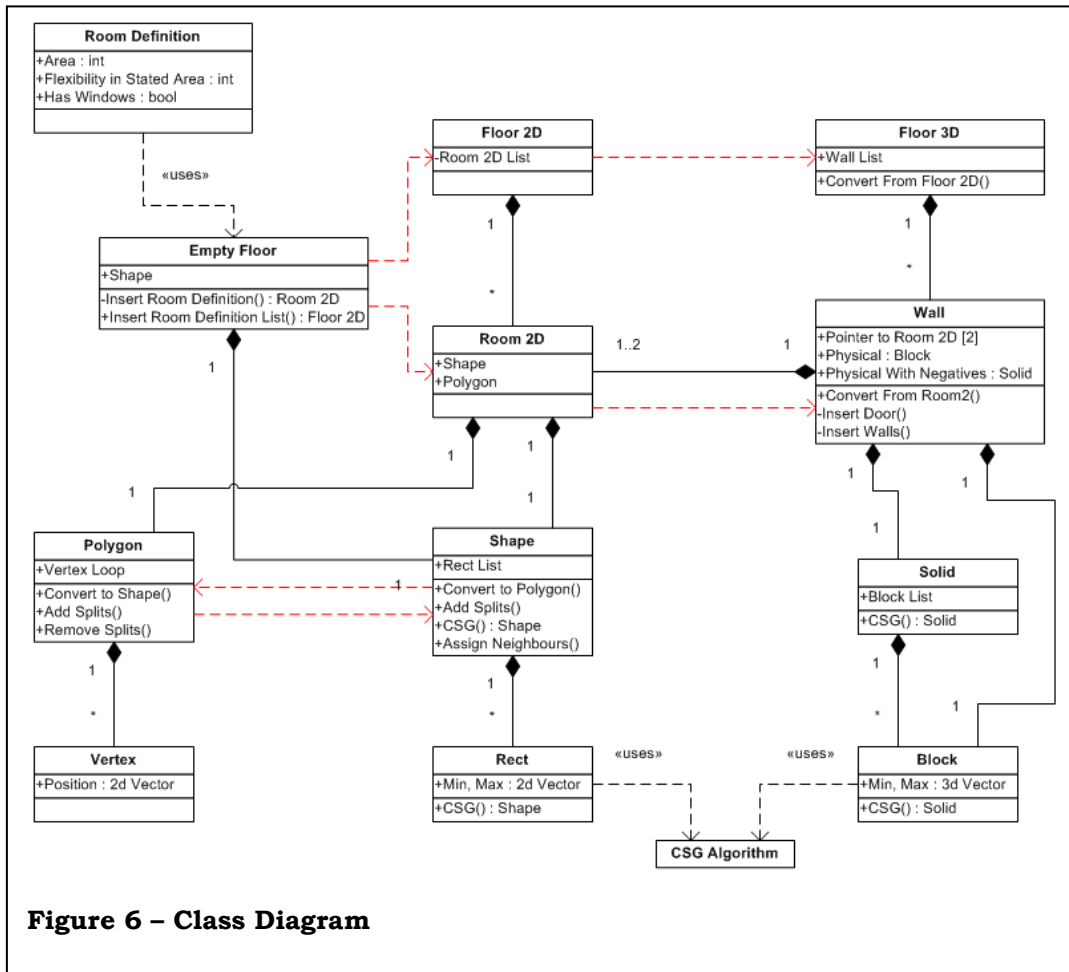 Room Definition
+Area : int
+Flexibility in Stated Area : int
+Has Windows : bool
«uses»
Floor 2D
-Room 2D List
1
*
Floor 3D
+Wall List
+Convert From Floor 2D()
1
*
Empty Floor
+Shape
-Insert Room Definition() : Room 2D
+Insert Room Definition List() : Floor 2D
1
1
Room 2D
+Shape
+Polygon
1..2
1
1
1
1
1
Wall
+Pointer to Room 2D [2]
+Physical : Block
+Physical With Negatives : Solid
+Convert From Room2()
-Insert Door()
-Insert Walls()
1
1
1
1
Polygon
+Vertex Loop
+Convert to Shape()
+Add Splits()
+Remove Splits()
1
*
Shape
+Rect List
+Convert to Polygon()
+Add Splits()
+CSG() : Shape
+Assign Neighbours()
1
*
Solid
+Block List
+CSG() : Solid
1
*
Vertex
+Position : 2d Vector
Rect
+Min, Max : 2d Vector
+CSG() : Shape
«uses»
«uses»
Block
+Min, Max : 3d Vector
+CSG() : Solid
CSG Algorithm
Figure 6 – Class Diagram